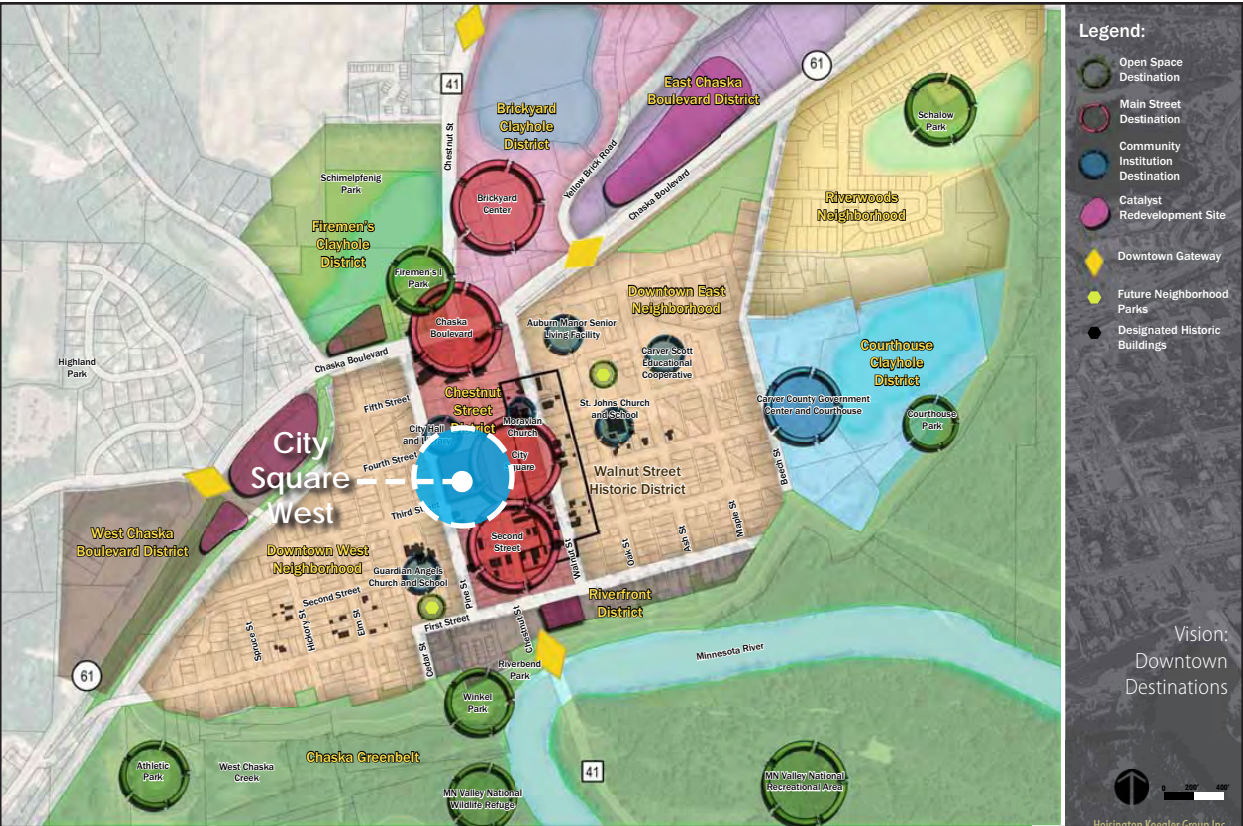 41
61
Chestnut St
Brickyard
Clayhole
District
East Chaska
Boulevard District
Yellow Brick Road
Chaska Boulevard
Schalow
Park
Schimelpfenig
Park
Firemen's
Clayhole
District
Brickyard
Center
Riverwoods
Neighborhood
Firemen's
Park
Downtown East
Neighborhood
Chaska
Boulevard
Auburn Manor Senior
Living Facility
Carver Scott
Educational
Cooperative
Courthouse
Clayhole
District
Highland
Park
Chaska Boulevard
Fifth Street
Chestnut
Street
District
Moravian
Church
St. Johns Church
and School
Carver County Government
Center and Courthouse
Courthouse
Park
City Hall
Fourth Street
City
Square
West
Walnut Street
Historic District
Beech St
Third
Second
Street
Walnut St
Oak St
Ash St
Maple St
West Chaska
Boulevard District
Downtown West
Neighborhood
Guardian Angels
Church and School
Second Street
Pine St
Spruce St
Hickory St
Elm St
First Street
Cedar St
Chestnut St
Riverfront
District
Riverbend
Park
Minnesota River
61
Winkel
Park
Chaska Greenbelt
Athletic
Park
West Chaska
Creek
MN Valley National
Wildlife Refuge
41
MN Valley National
Recreational Area
Legend:
Open Space
Destination
Main Street
Destination
Community
Institution
Destination
Catalyst
Redevelopment Site
Downtown Gateway
Future Neighborhood
Parks
Designated Historic
Buildings
Vision:
Downtown
Destinations
0 200' 400'
Hoisington Koegler Group Inc.